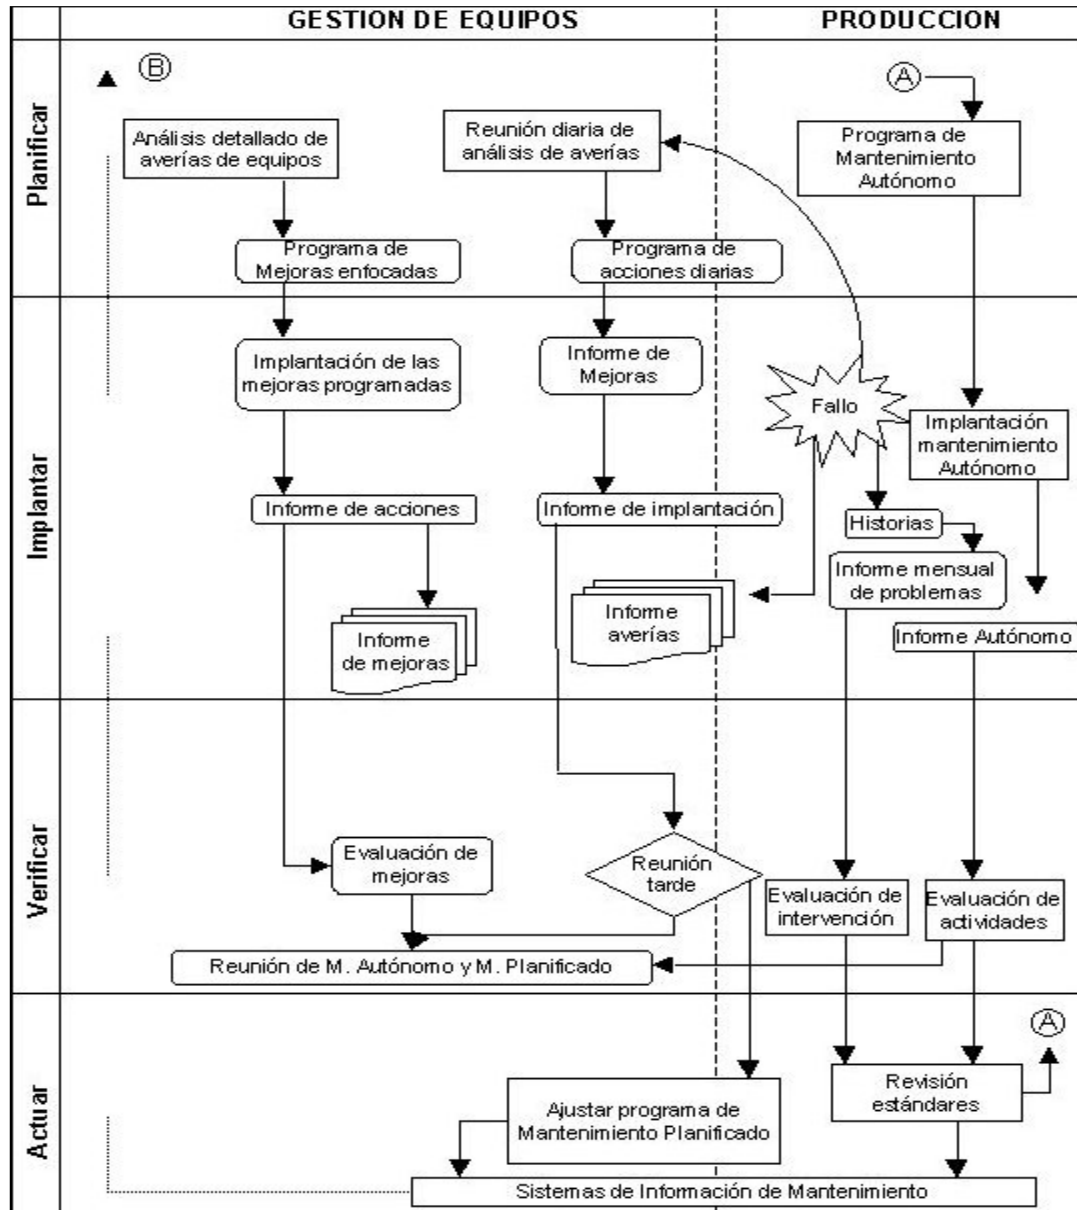 GESTION DE EQUIPOS
PRODUCCION
Planificar
B
A
Análisis detallado de
averías de equipos
Reunión diaria de
análisis de averías
Programa de
Mantenimiento
Autónomo
Programa de
Mejoras enfocadas
Programa de
acciones diarias
Implantar
Implantación de las
mejoras programadas
Informe de
Mejoras
Fallo
Implantación
mantenimiento
Autónomo
Informe de acciones
Informe de implantación
Historias
Informe mensual
de problemas
Informe
de mejoras
Informe
averías
Informe Autónomo
Verificar
Evaluación de
mejoras
Reunión
tarde
Evaluación de
intervención
Evaluación de
actividades
Reunión de M. Autónomo y M. Planificado
Actuar
A
Ajustar programa de
Mantenimiento Planificado
Revisión
estándares
Sistemas de Información de Mantenimiento